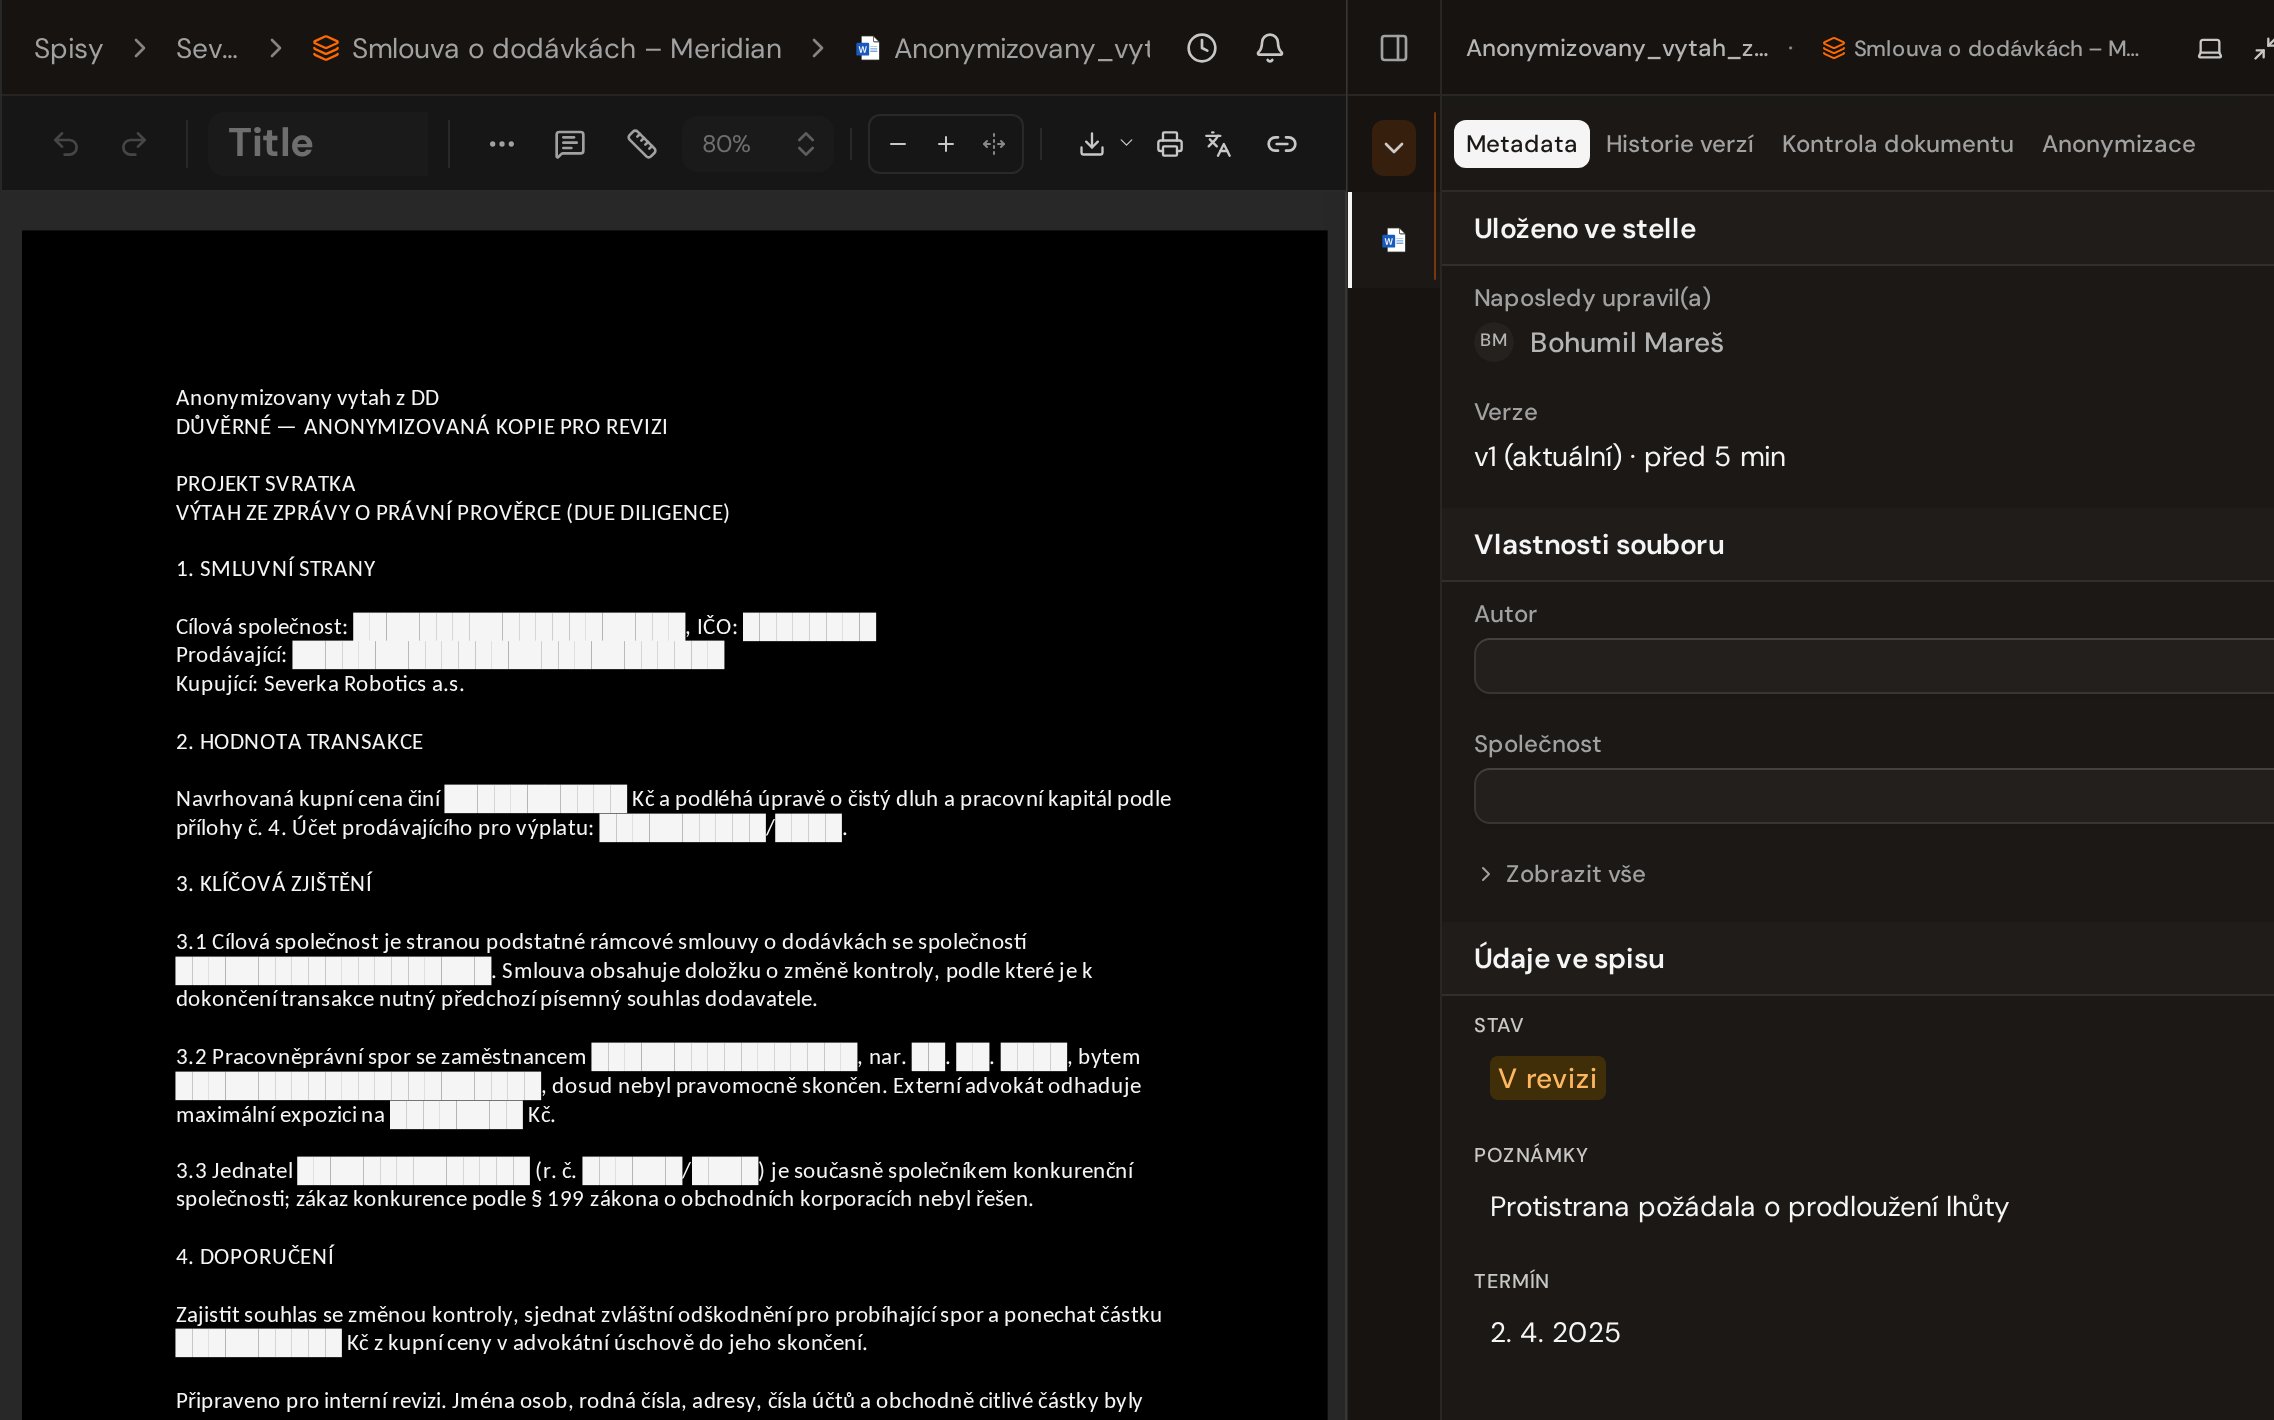 Spisy
Sev...
Smlouva o dodávkách – Meridian
Anonymizovany_vyt
Title
80%
Anonymizovany vytah z DD
DŮVĚRNÉ — ANONYMIZOVANÁ KOPIE PRO REVIZI
PROJEKT SVRATKA
VÝTAH ZE ZPRÁVY O PRÁVNÍ PROVĚRCE (DUE DILIGENCE)
1. SMLUVNÍ STRANY
Cílová společnost: ████████████████████, IČO: ████████
Prodávající: ██████████████████████████
Kupující: Severka Robotics a.s.
2. HODNOTA TRANSAKCE
Navrhovaná kupní cena činí ███████████ Kč a podléhá úpravě o čistý dluh a pracovní kapitál podle
přílohy č. 4. Účet prodávajícího pro výplatu: ██████████/████.
3. KLÍČOVÁ ZJIŠTĚNÍ
3.1 Cílová společnost je stranou podstatné rámcové smlouvy o dodávkách se společností
███████████████████. Smlouva obsahuje doložku o změně kontroly, podle které je k
dokončení transakce nutný předchozí písemný souhlas dodavatele.
3.2 Pracovněprávní spor se zaměstnancem ████████████████, nar. ██. ██. ████, bytem
██████████████████████, dosud nebyl pravomocně skončen. Externí advokát odhaduje
maximální expozici na ████████ Kč.
3.3 Jednatel ██████████████ (r. č. ██████/████) je současně společníkem konkurenční
společnosti; zákaz konkurence podle § 199 zákona o obchodních korporacích nebyl řešen.
4. DOPORUČENÍ
Zajistit souhlas se změnou kontroly, sjednat zvláštní odškodnění pro probíhající spor a ponechat částku
██████████ Kč z kupní ceny v advokátní úschově do jeho skončení.
Připraveno pro interní revizi. Jména osob, rodná čísla, adresy, čísla účtů a obchodně citlivé částky byly
Anonymizovany_vytah_z... · Smlouva o dodávkách – M...
Metadata
Historie verzí
Kontrola dokumentu
Anonymizace
Uloženo ve stelle
Naposledy upravil(a)
BM Bohumil Mareš
Verze
v1 (aktuální) · před 5 min
Vlastnosti souboru
Autor
Společnost
Zobrazit vše
Údaje ve spisu
STAV
V revizi
POZNÁMKY
Protistrana požádala o prodloužení lhůty
TERMÍN
2. 4. 2025